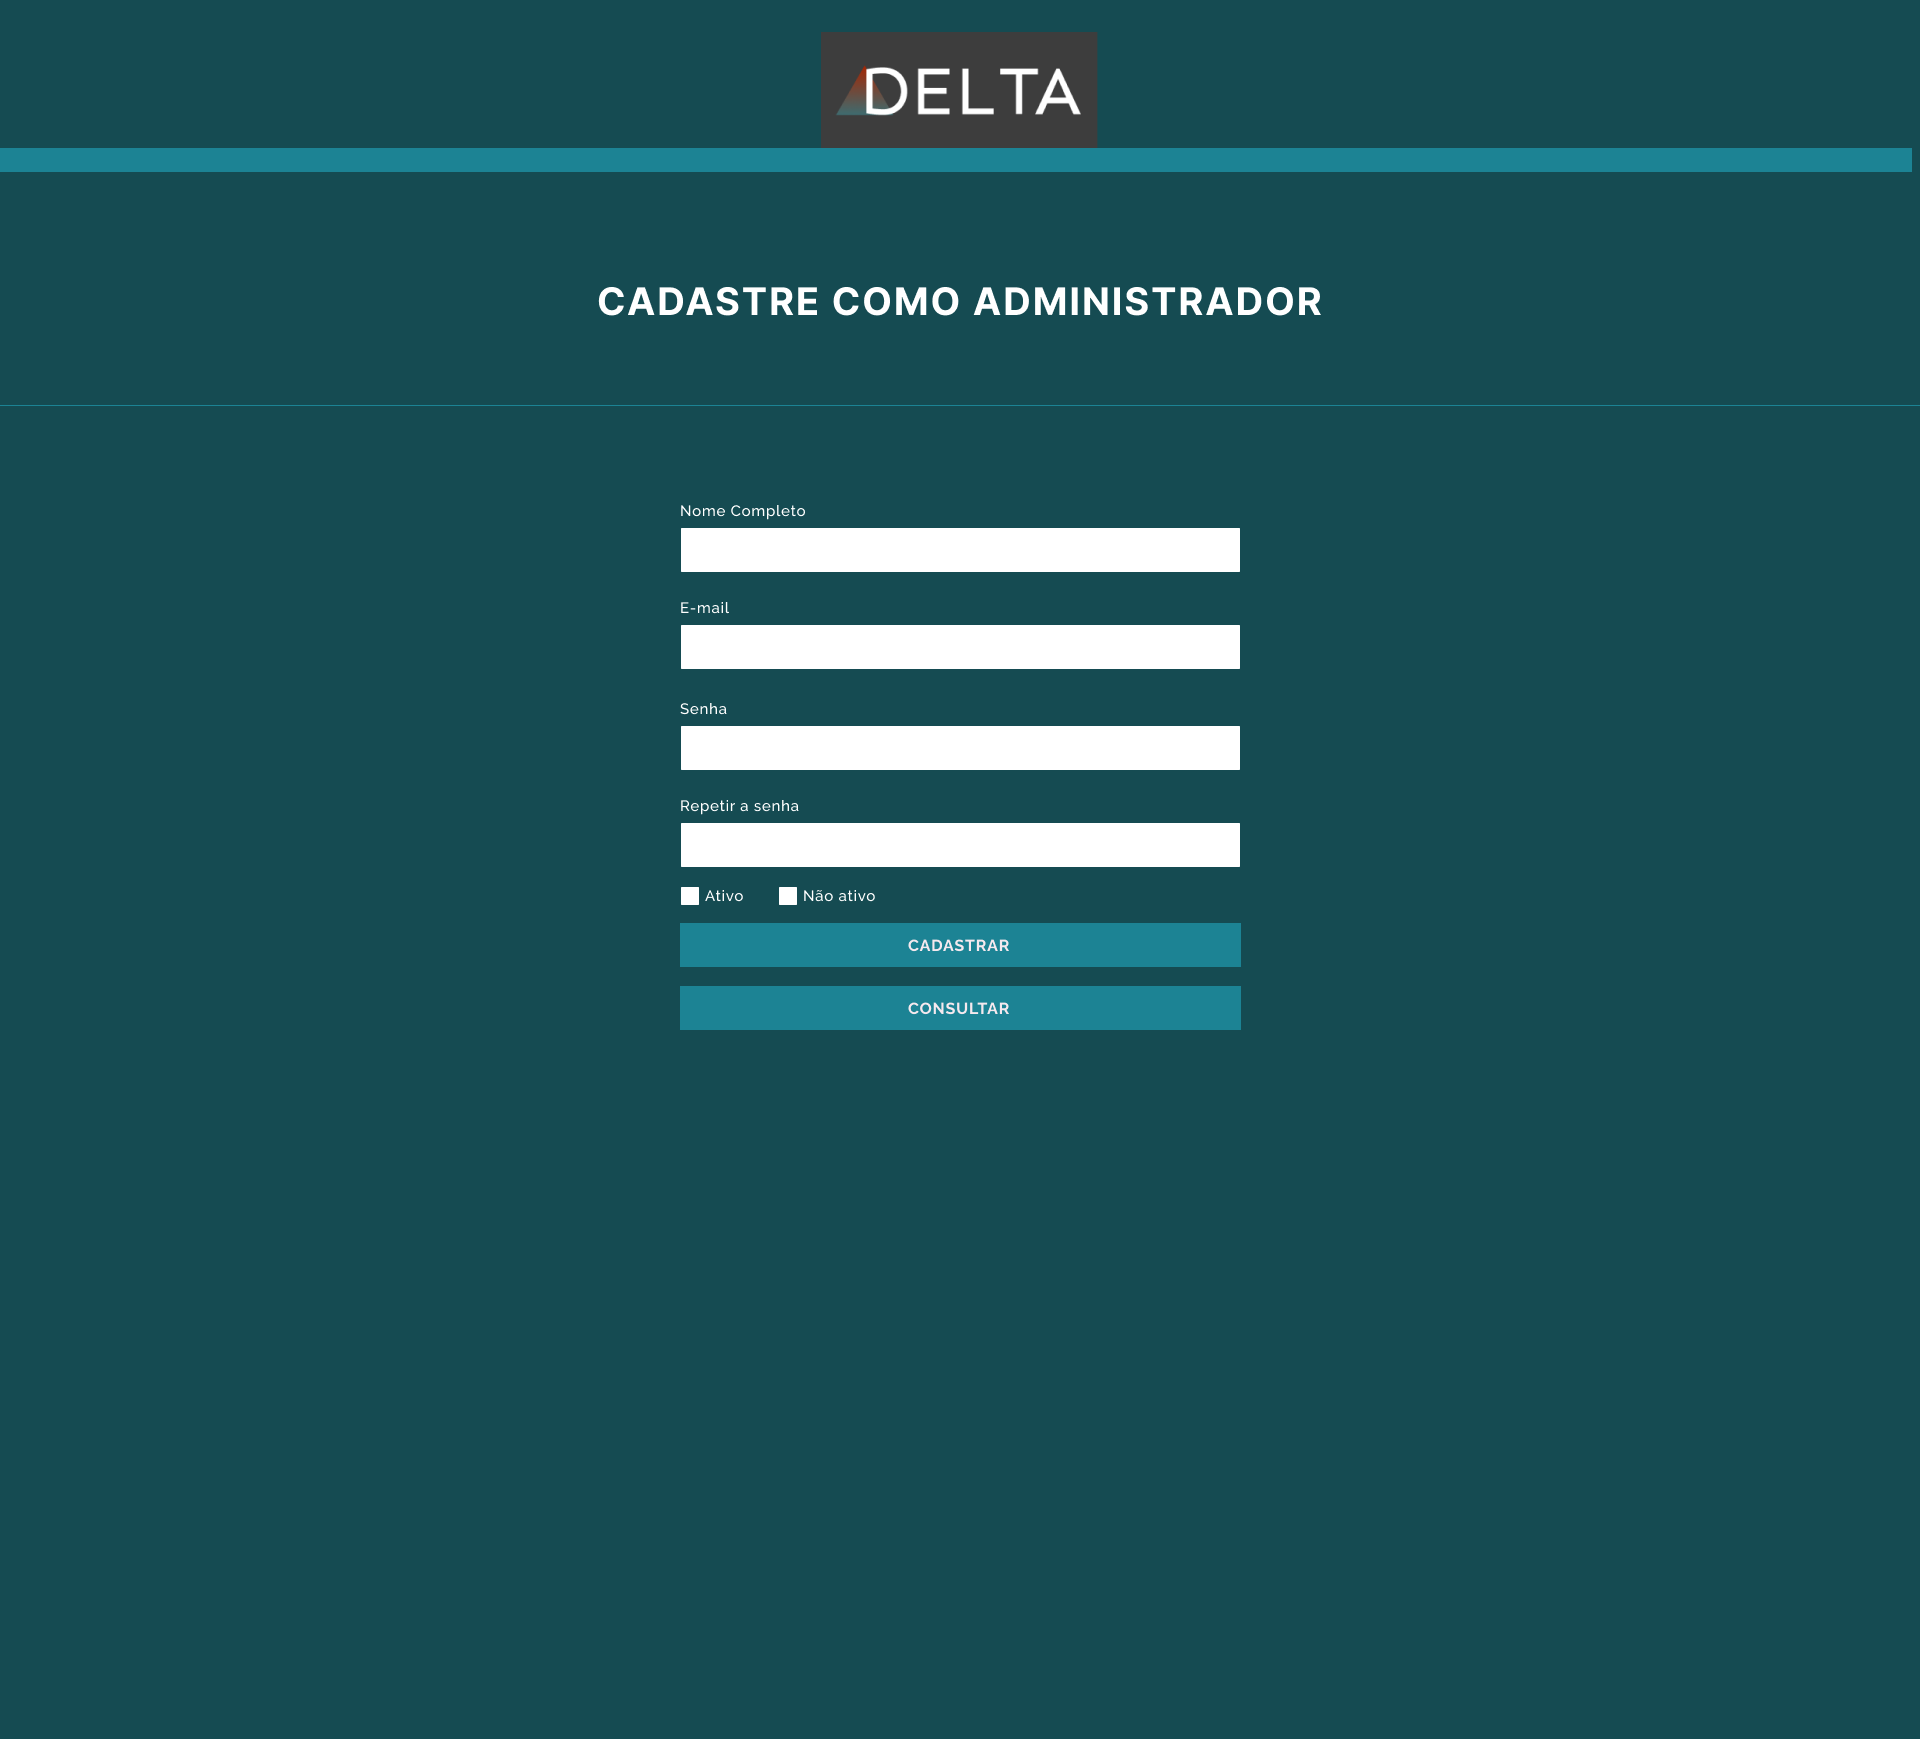 DELTA
CADASTRE COMO ADMINISTRADOR
Nome Completo
E-mail
Senha
Repetir a senha
Ativo Não ativo
CADASTRAR
CONSULTAR